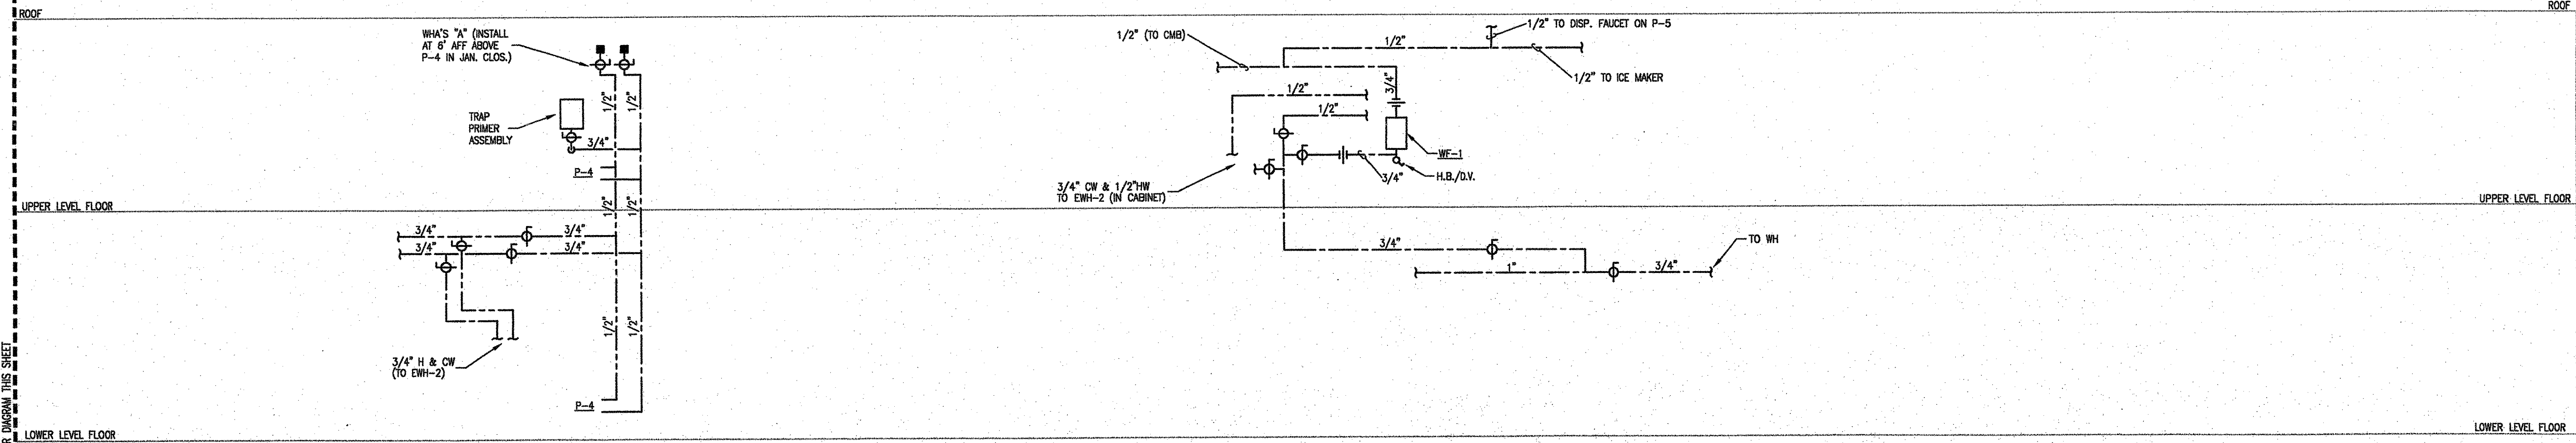 ROOF
ROOF
WHA'S "A" (INSTALL
AT 6' AFF ABOVE
P-4 IN JAN. CLOS.)
1/2" (TO CMB)
1/2"
1/2" TO DISP. FAUCET ON P-5
1/2" TO ICE MAKER
3/4"
1/2"
1/2"
1/2"
1/2"
TRAP
PRIMER
ASSEMBLY
3/4"
P-4
WF-1
3/4"
H.B./D.V.
3/4" CW & 1/2"HW
TO EWH-2 (IN CABINET)
1/2"
1/2"
UPPER LEVEL FLOOR
UPPER LEVEL FLOOR
3/4"
3/4"
3/4"
3/4"
3/4"
TO WH
1"
3/4"
1/2"
1/2"
3/4" H & CW
(TO EWH-2)
P-4
R DIAGRAM THIS SHEET
LOWER LEVEL FLOOR
LOWER LEVEL FLOOR